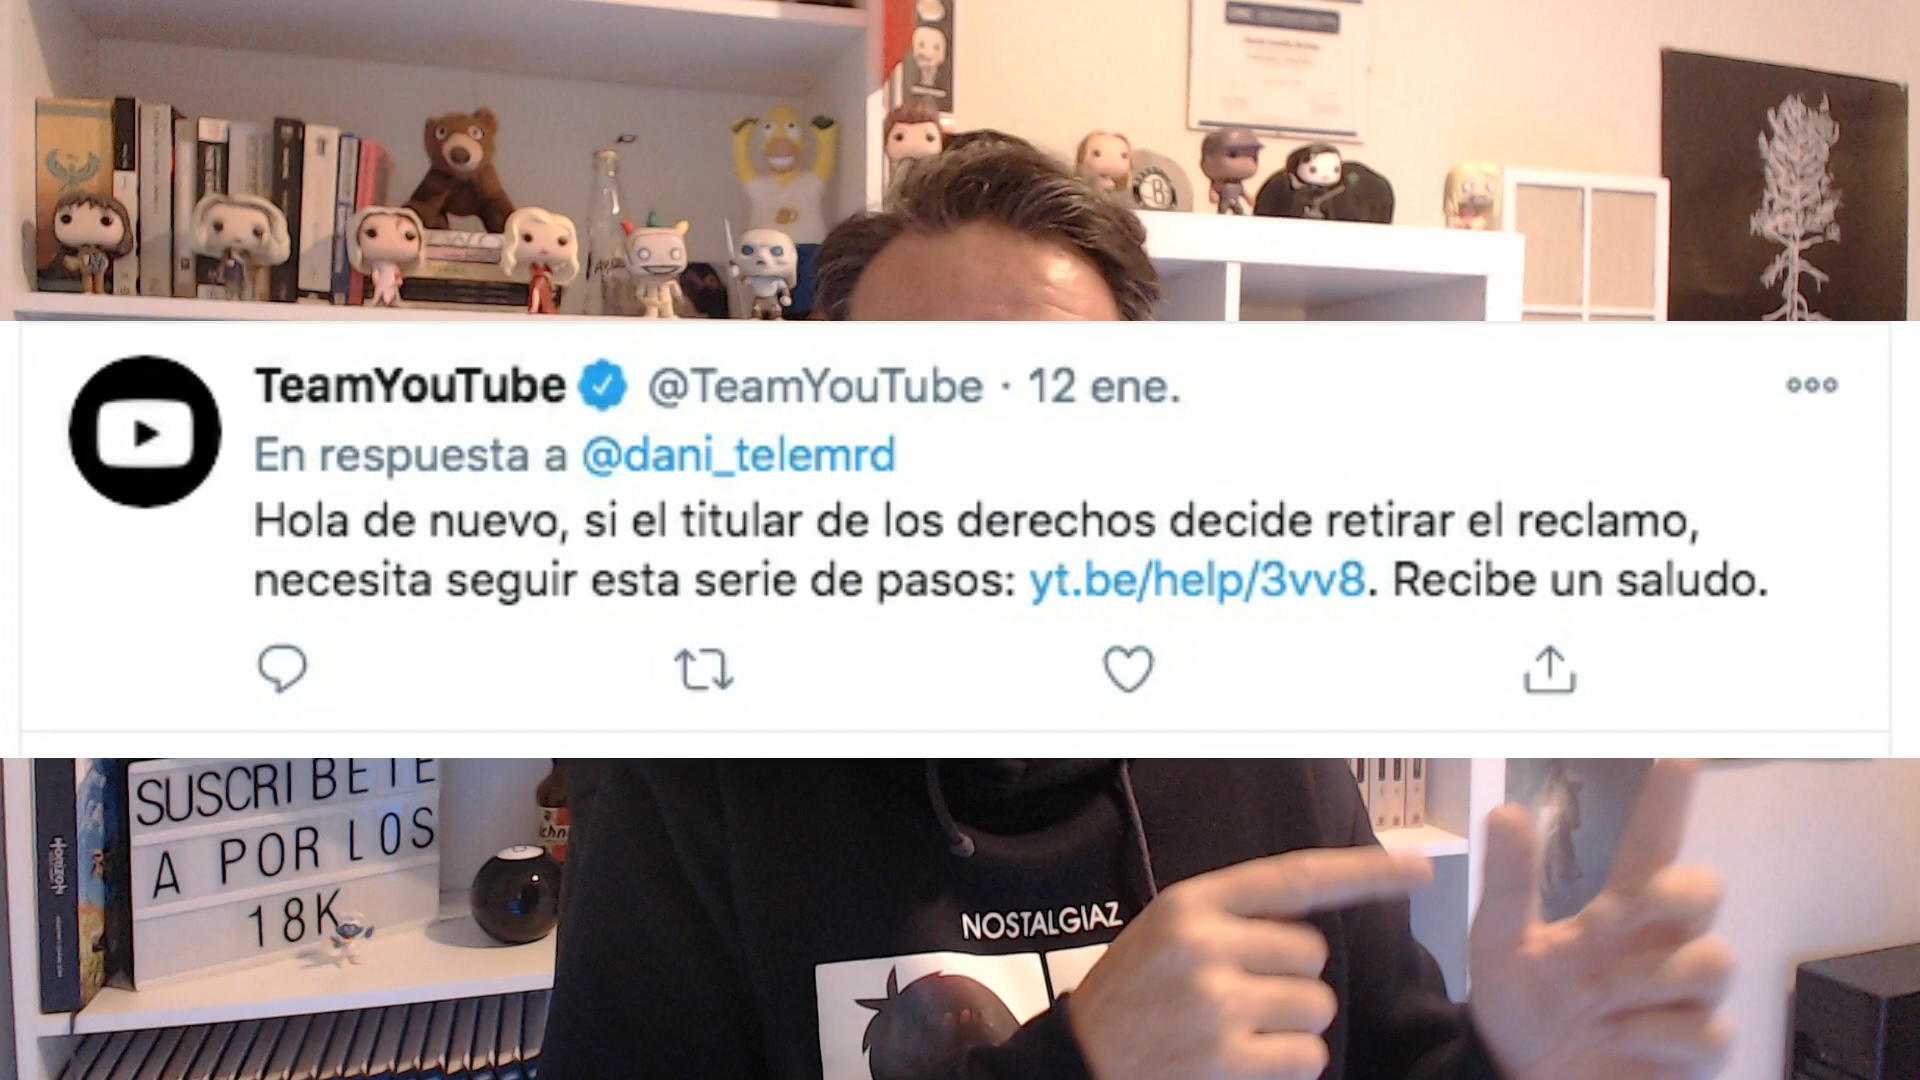 TeamYouTube @TeamYouTube · 12 ene.
En respuesta a @dani_telemrd
Hola de nuevo, si el titular de los derechos decide retirar el reclamo,
necesita seguir esta serie de pasos: yt.be/help/3vv8. Recibe un saludo.
SUSCRIBETE
A POR LOS
18K
HORIZON
NOSTALGIAZ